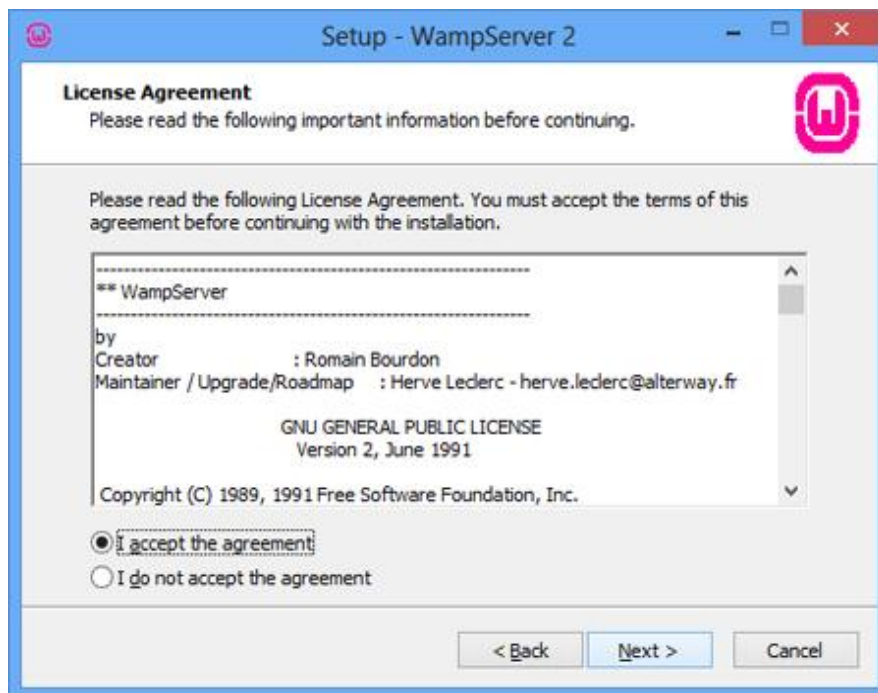 Setup - WampServer 2
License Agreement
Please read the following important information before continuing.
Please read the following License Agreement. You must accept the terms of this
agreement before continuing with the installation.
----------------------------------------------------------------
** WampServer
----------------------------------------------------------------
by
Creator : Romain Bourdon
Maintainer / Upgrade/Roadmap : Herve Leclerc - herve.leclerc@alterway.fr
GNU GENERAL PUBLIC LICENSE
Version 2, June 1991
Copyright (C) 1989, 1991 Free Software Foundation, Inc.
I accept the agreement
I do not accept the agreement
< Back Next > Cancel